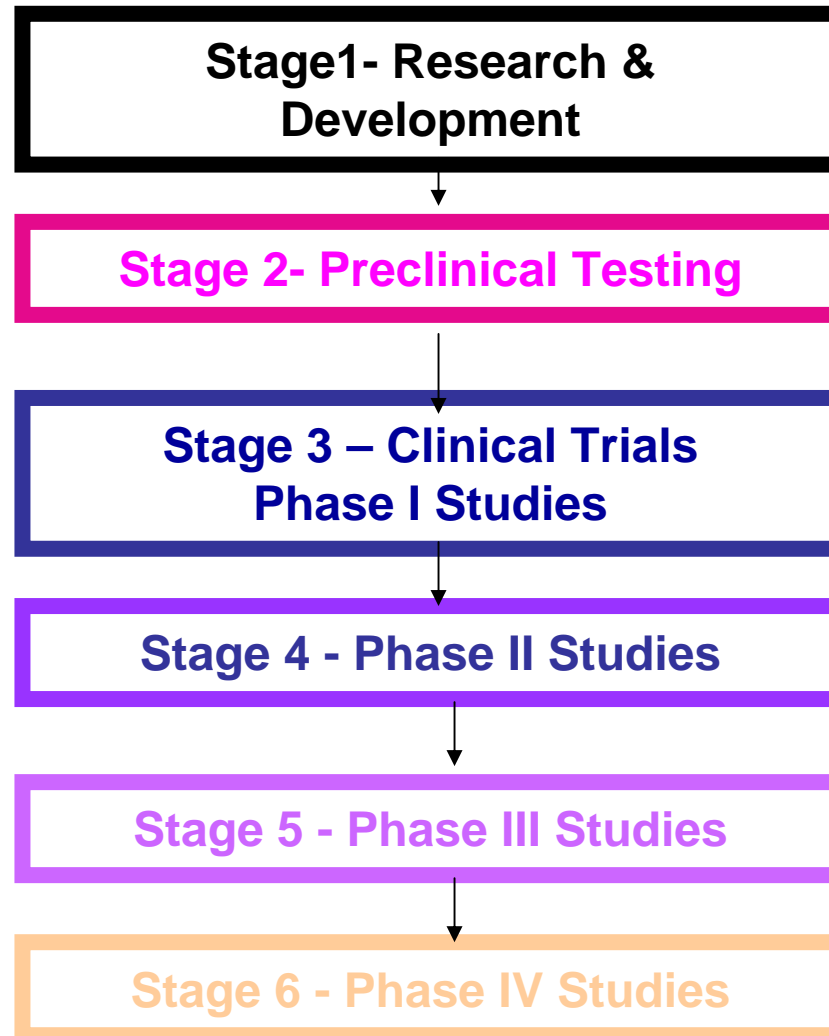 Stage1- Research &
Development
Stage 2- Preclinical Testing
Stage 3 – Clinical Trials
Phase I Studies
Stage 4 - Phase II Studies
Stage 5 - Phase III Studies
Stage 6 - Phase IV Studies